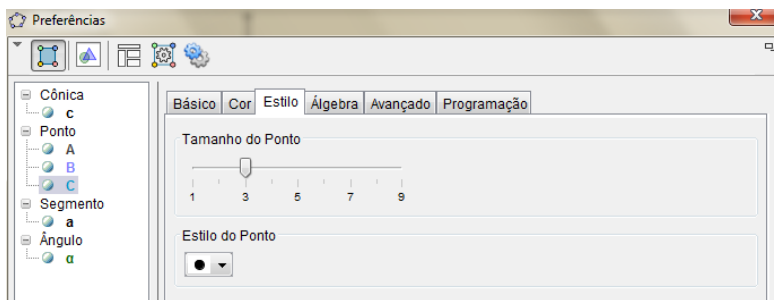 Preferências
Cônica
c
Ponto
A
B
C
Segmento
a
Ângulo
α
Básico Cor Estilo Álgebra Avançado Programação
Tamanho do Ponto
1 3 5 7 9
Estilo do Ponto